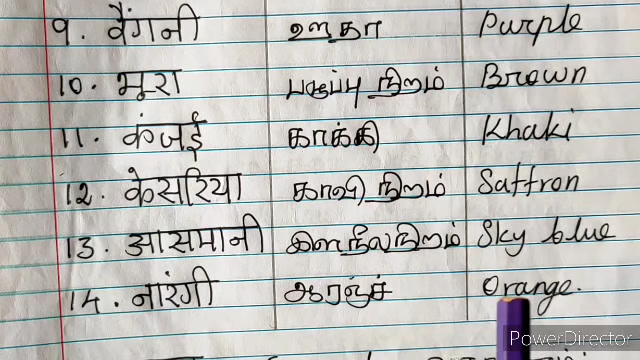 9. वैंगनी ஊதா Purple
10. भूरा பழுப்பு நிறம் Brown
11. कंजई காக்கி Khaki
12. केसरिया காவி நிறம் Saffron
13. आसमानी இளநீலநிறம் Sky blue
14. नारंगी ஆரஞ்ச் Orange.
PowerDirector